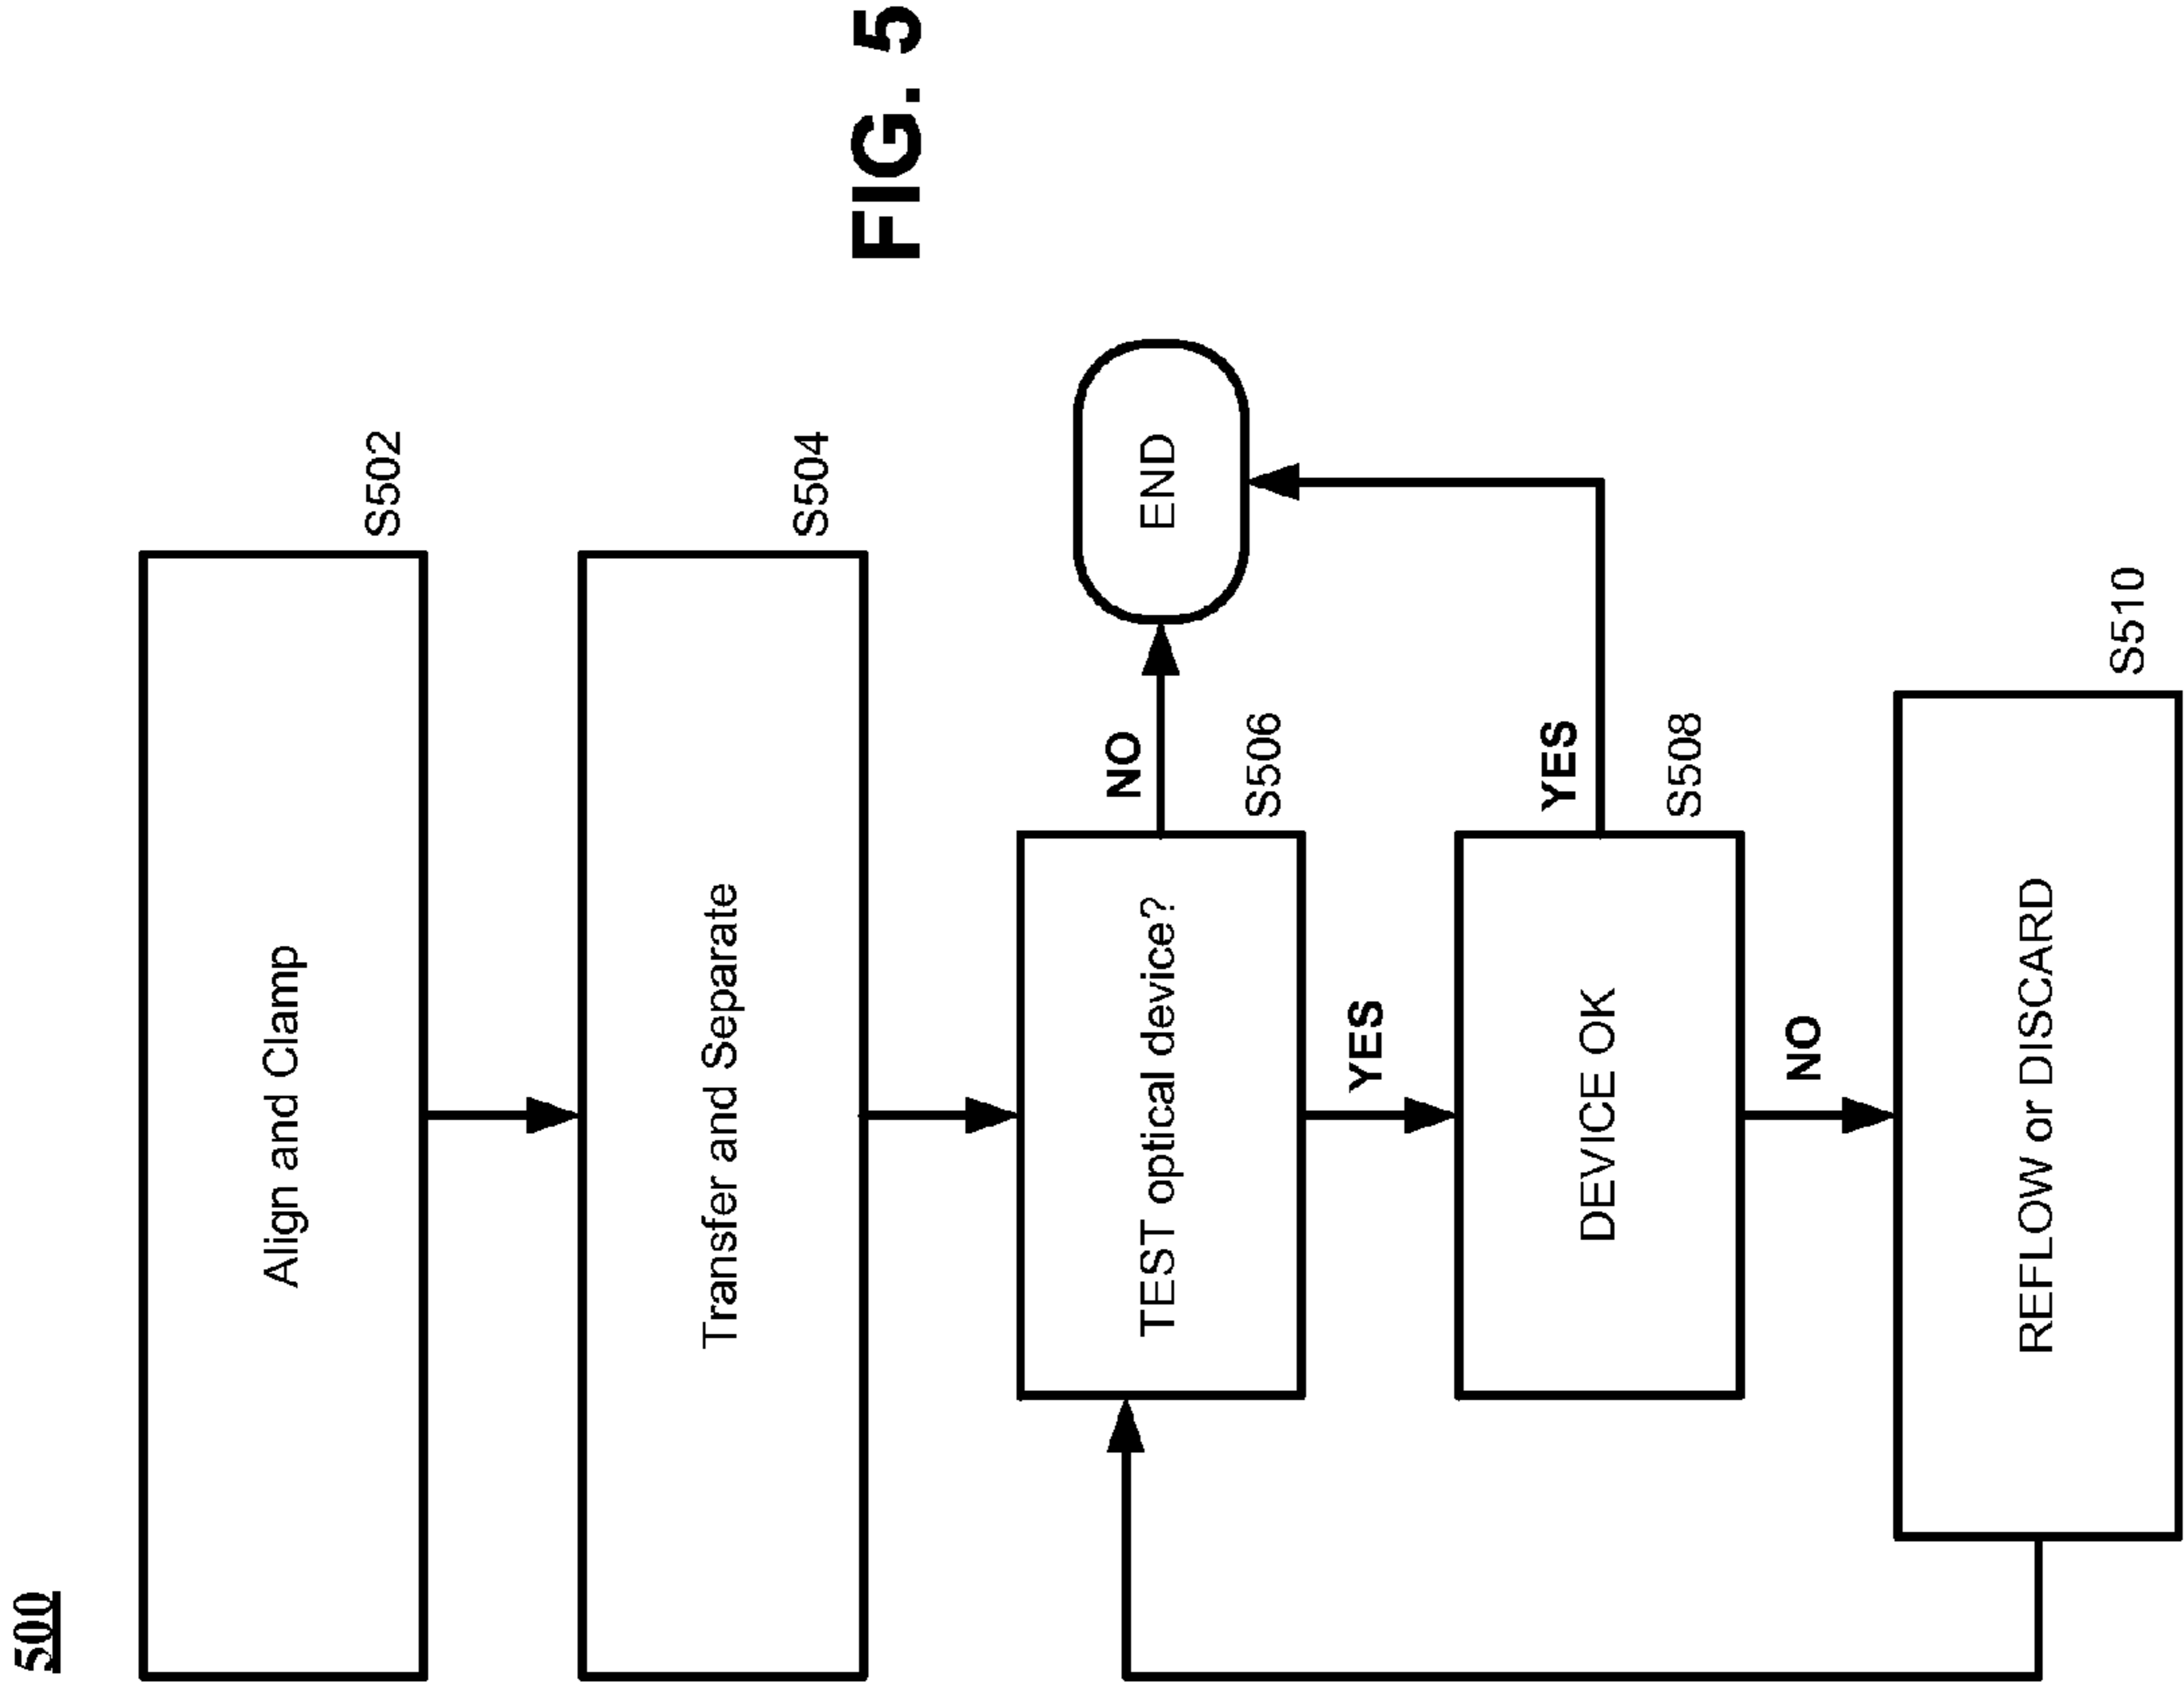 500
Align and Clamp
S502
Transfer and Separate
S504
TEST optical device?
S506
NO
END
YES
DEVICE OK
S508
YES
NO
REFLOW or DISCARD
S510
FIG. 5